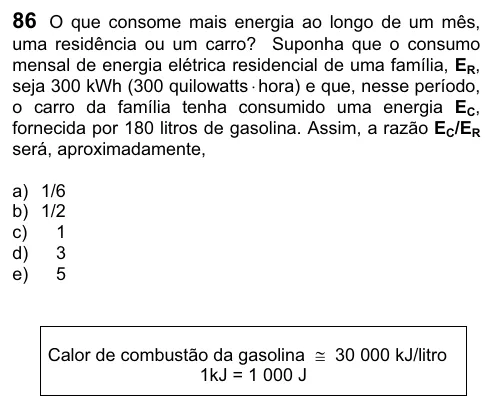 86 O que consome mais energia ao longo de um mês,
uma residência ou um carro? Suponha que o consumo
mensal de energia elétrica residencial de uma família, ER,
seja 300 kWh (300 quilowatts·hora) e que, nesse período,
o carro da família tenha consumido uma energia EC,
fornecida por 180 litros de gasolina. Assim, a razão EC/ER
será, aproximadamente,
a) 1/6
b) 1/2
c) 1
d) 3
e) 5
Calor de combustão da gasolina ≅ 30 000 kJ/litro
1kJ = 1 000 J